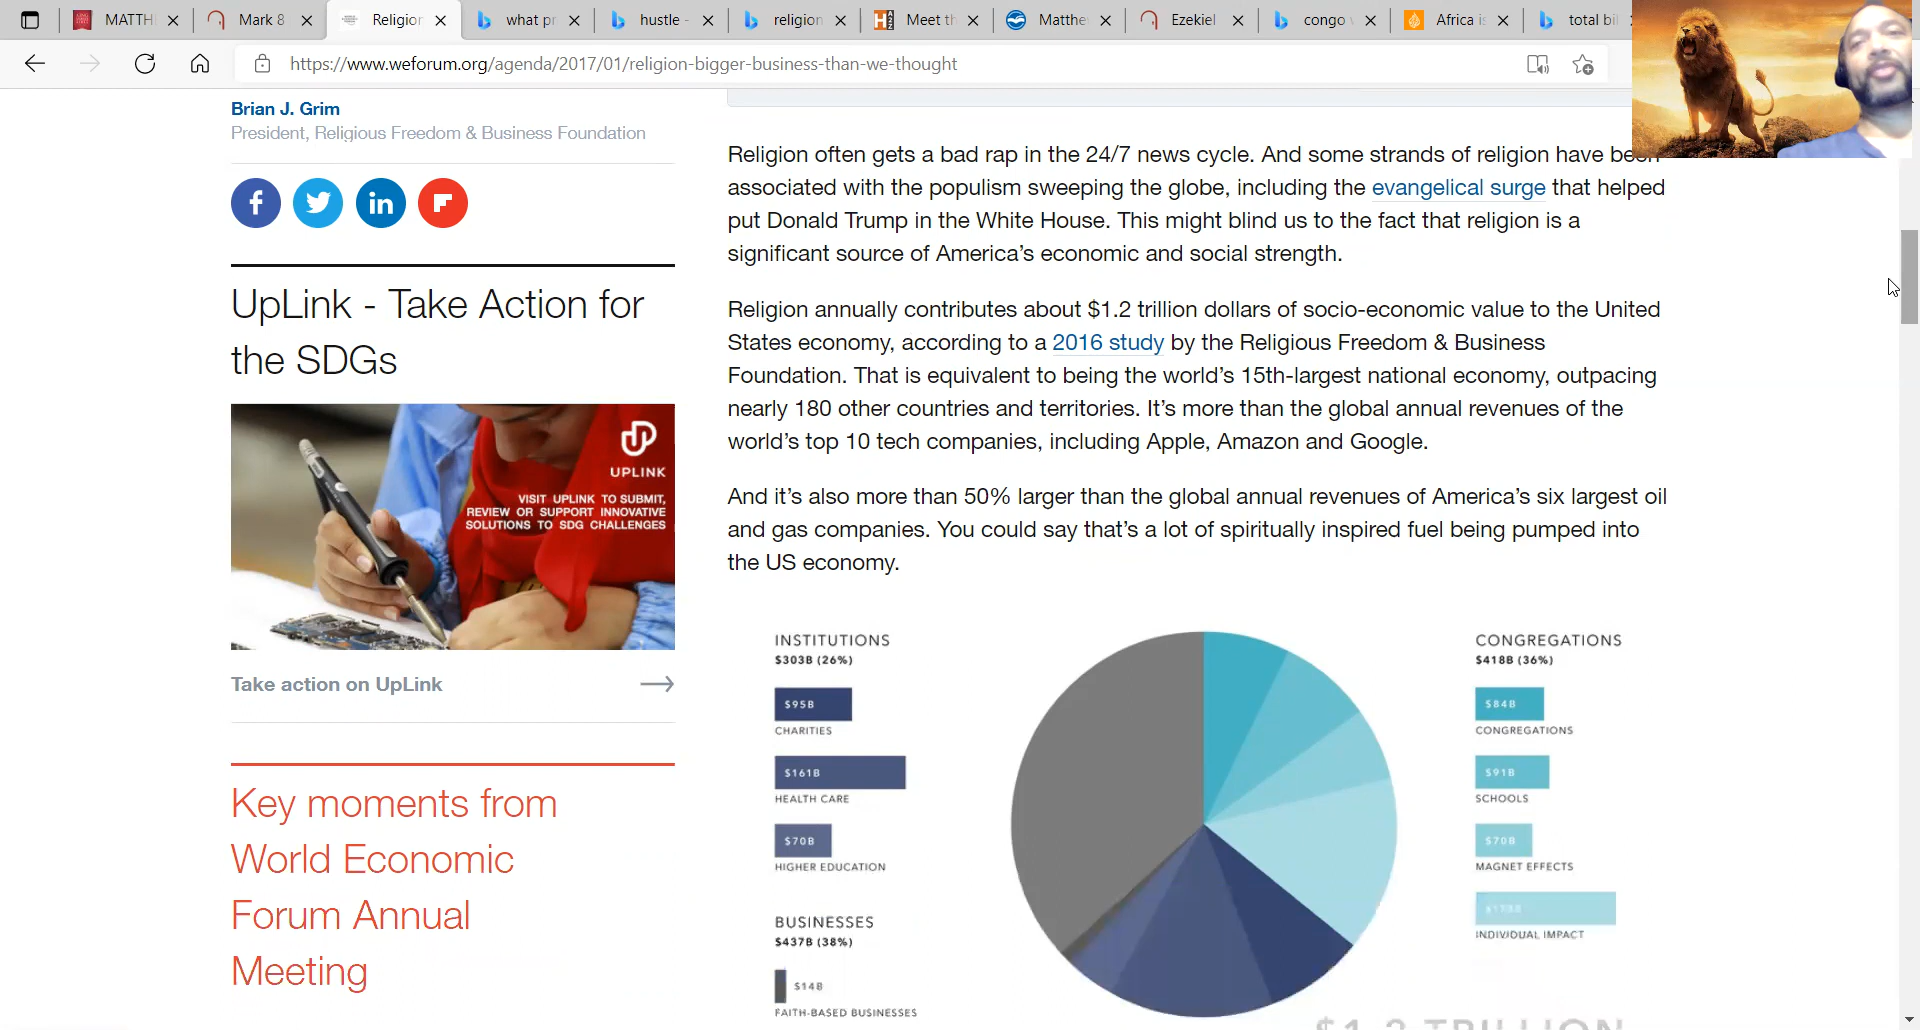 MATTH
Mark 8
Religion
what pr
hustle -
religion
Meet th
Matthe
Ezekiel
congo
Africa is
total bi
https://www.weforum.org/agenda/2017/01/religion-bigger-business-than-we-thought
Brian J. Grim
President, Religious Freedom & Business Foundation
UpLink - Take Action for
the SDGs
UPLINK
VISIT UPLINK TO SUBMIT,
REVIEW OR SUPPORT INNOVATIVE
SOLUTIONS TO SDG CHALLENGES
Take action on UpLink
Key moments from
World Economic
Forum Annual
Meeting
Religion often gets a bad rap in the 24/7 news cycle. And some strands of religion have been
associated with the populism sweeping the globe, including the evangelical surge that helped
put Donald Trump in the White House. This might blind us to the fact that religion is a
significant source of America's economic and social strength.
Religion annually contributes about $1.2 trillion dollars of socio-economic value to the United
States economy, according to a 2016 study by the Religious Freedom & Business
Foundation. That is equivalent to being the world's 15th-largest national economy, outpacing
nearly 180 other countries and territories. It's more than the global annual revenues of the
world's top 10 tech companies, including Apple, Amazon and Google.
And it's also more than 50% larger than the global annual revenues of America's six largest oil
and gas companies. You could say that's a lot of spiritually inspired fuel being pumped into
the US economy.
INSTITUTIONS
$303B (26%)
$95B
CHARITIES
$161B
HEALTH CARE
$70B
HIGHER EDUCATION
BUSINESSES
$437B (38%)
$14B
FAITH-BASED BUSINESSES
CONGREGATIONS
$418B (36%)
$84B
CONGREGATIONS
$91B
SCHOOLS
$70B
MAGNET EFFECTS
INDIVIDUAL IMPACT
$1.2 TRILLION